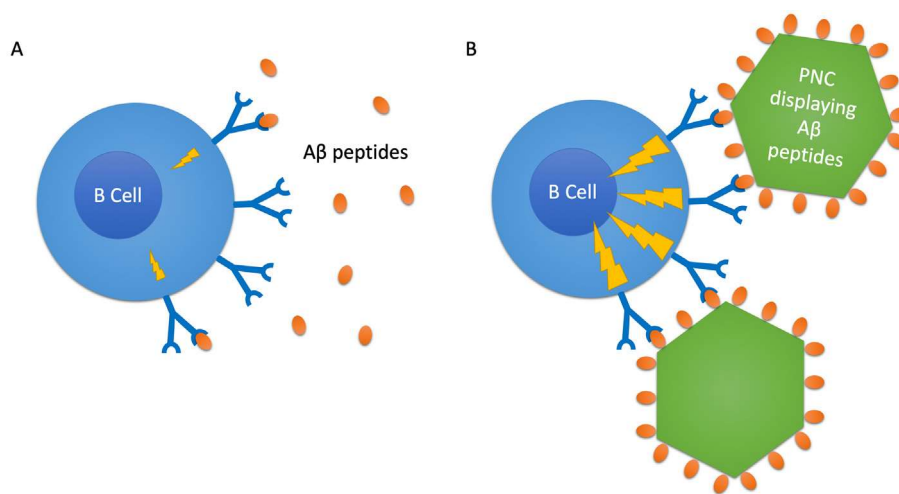 A
B Cell
Aβ peptides
B
B Cell
PNC
displaying
Aβ
peptides